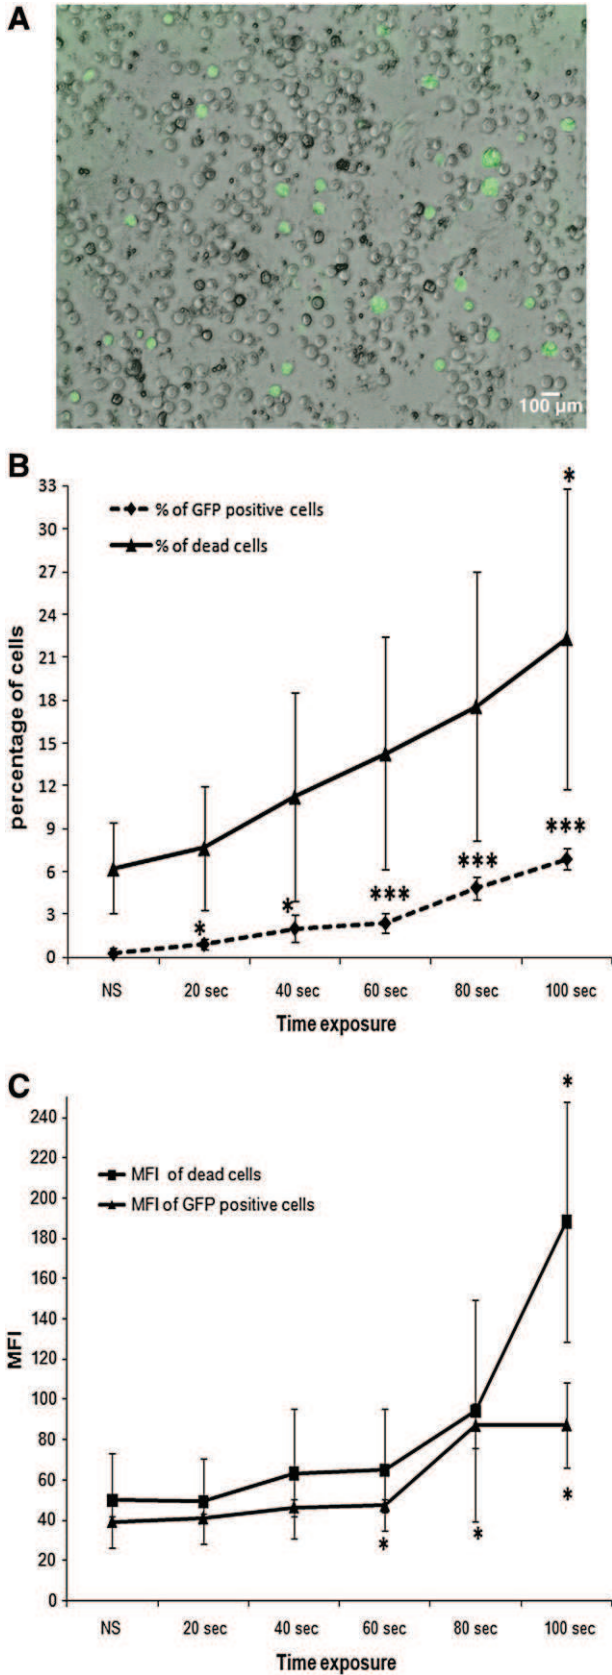 A
100 µm
B
33
30
27
24
21
18
15
12
9
6
3
0
percentage of cells
% of GFP positive cells
% of dead cells
*
*
*
***
***
***
NS 20 sec 40 sec 60 sec 80 sec 100 sec
Time exposure
C
240
220
200
180
160
140
120
100
80
60
40
20
0
MFI
MFI of dead cells
MFI of GFP positive cells
*
*
*
*
NS 20 sec 40 sec 60 sec 80 sec 100 sec
Time exposure